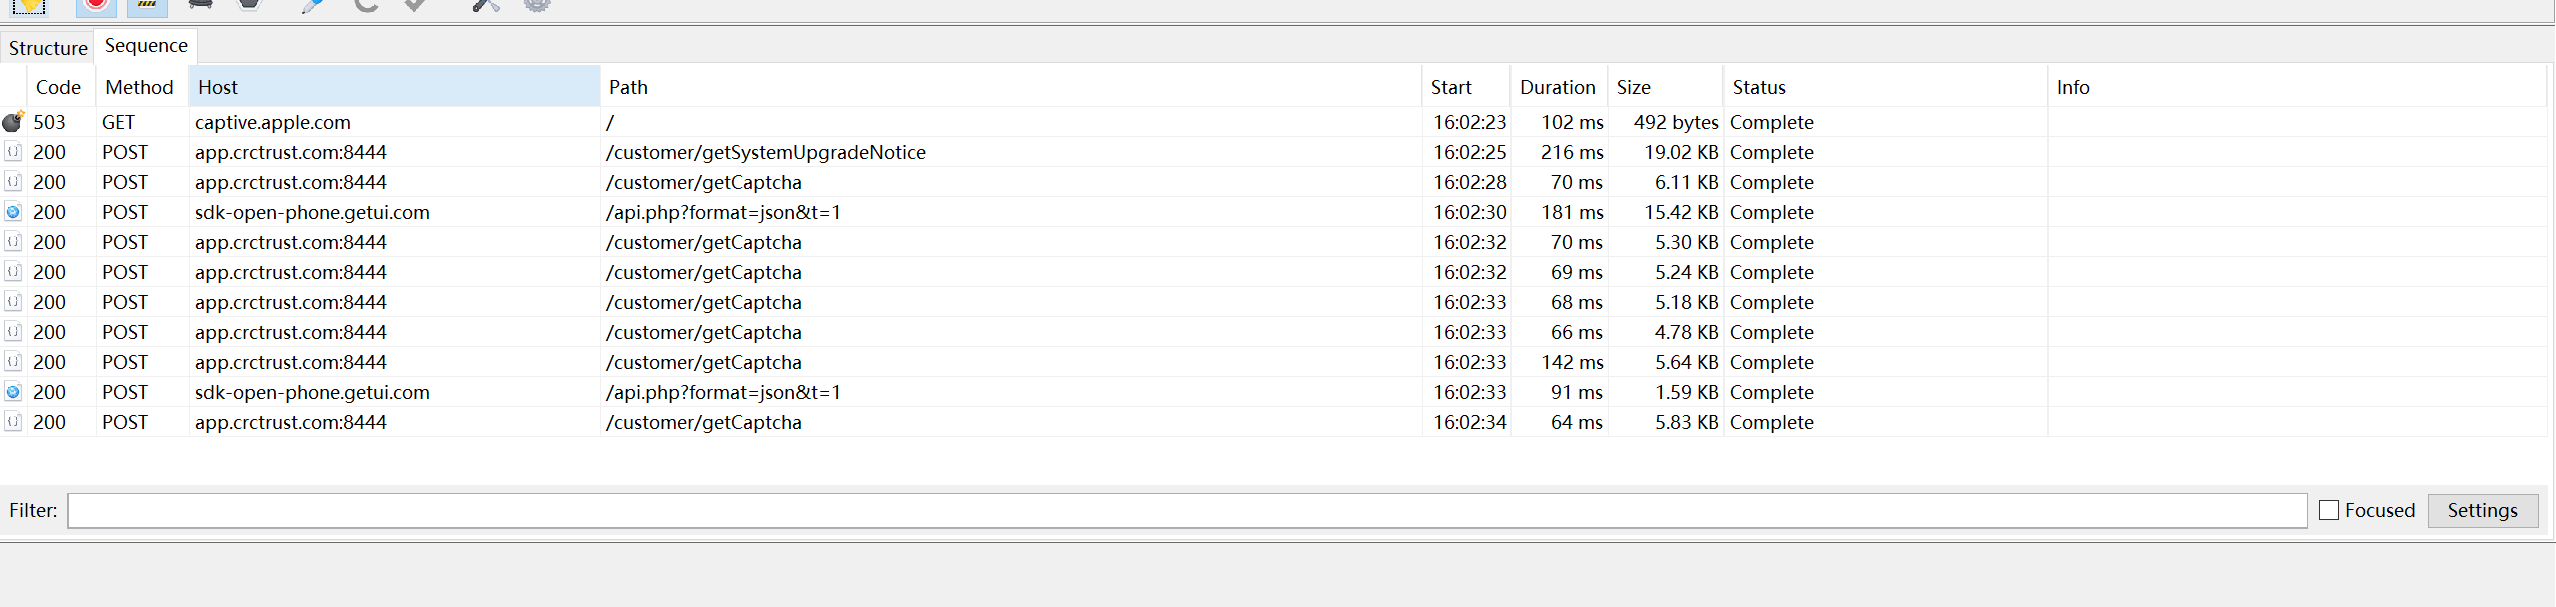 Structure Sequence
Code Method Host Path Start Duration Size Status Info
503 GET captive.apple.com / 16:02:23 102 ms 492 bytes Complete
200 POST app.crctrust.com:8444 /customer/getSystemUpgradeNotice 16:02:25 216 ms 19.02 KB Complete
200 POST app.crctrust.com:8444 /customer/getCaptcha 16:02:28 70 ms 6.11 KB Complete
200 POST sdk-open-phone.getui.com /api.php?format=json&t=1 16:02:30 181 ms 15.42 KB Complete
200 POST app.crctrust.com:8444 /customer/getCaptcha 16:02:32 70 ms 5.30 KB Complete
200 POST app.crctrust.com:8444 /customer/getCaptcha 16:02:32 69 ms 5.24 KB Complete
200 POST app.crctrust.com:8444 /customer/getCaptcha 16:02:33 68 ms 5.18 KB Complete
200 POST app.crctrust.com:8444 /customer/getCaptcha 16:02:33 66 ms 4.78 KB Complete
200 POST app.crctrust.com:8444 /customer/getCaptcha 16:02:33 142 ms 5.64 KB Complete
200 POST sdk-open-phone.getui.com /api.php?format=json&t=1 16:02:33 91 ms 1.59 KB Complete
200 POST app.crctrust.com:8444 /customer/getCaptcha 16:02:34 64 ms 5.83 KB Complete
Filter: Focused Settings